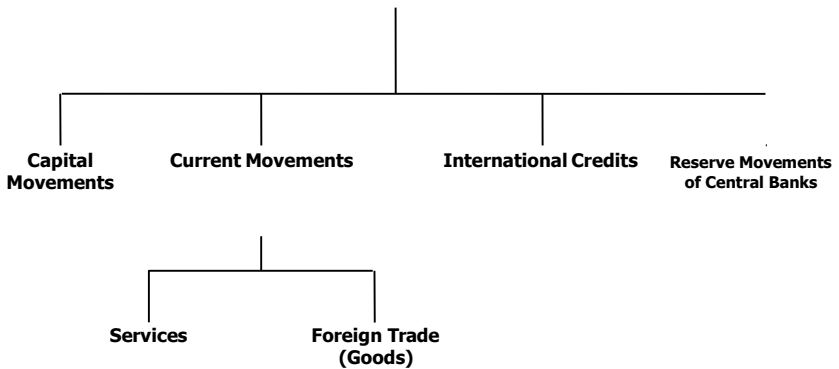 Capital
Movements
Current Movements
International Credits
Reserve Movements
of Central Banks
Services
Foreign Trade
(Goods)